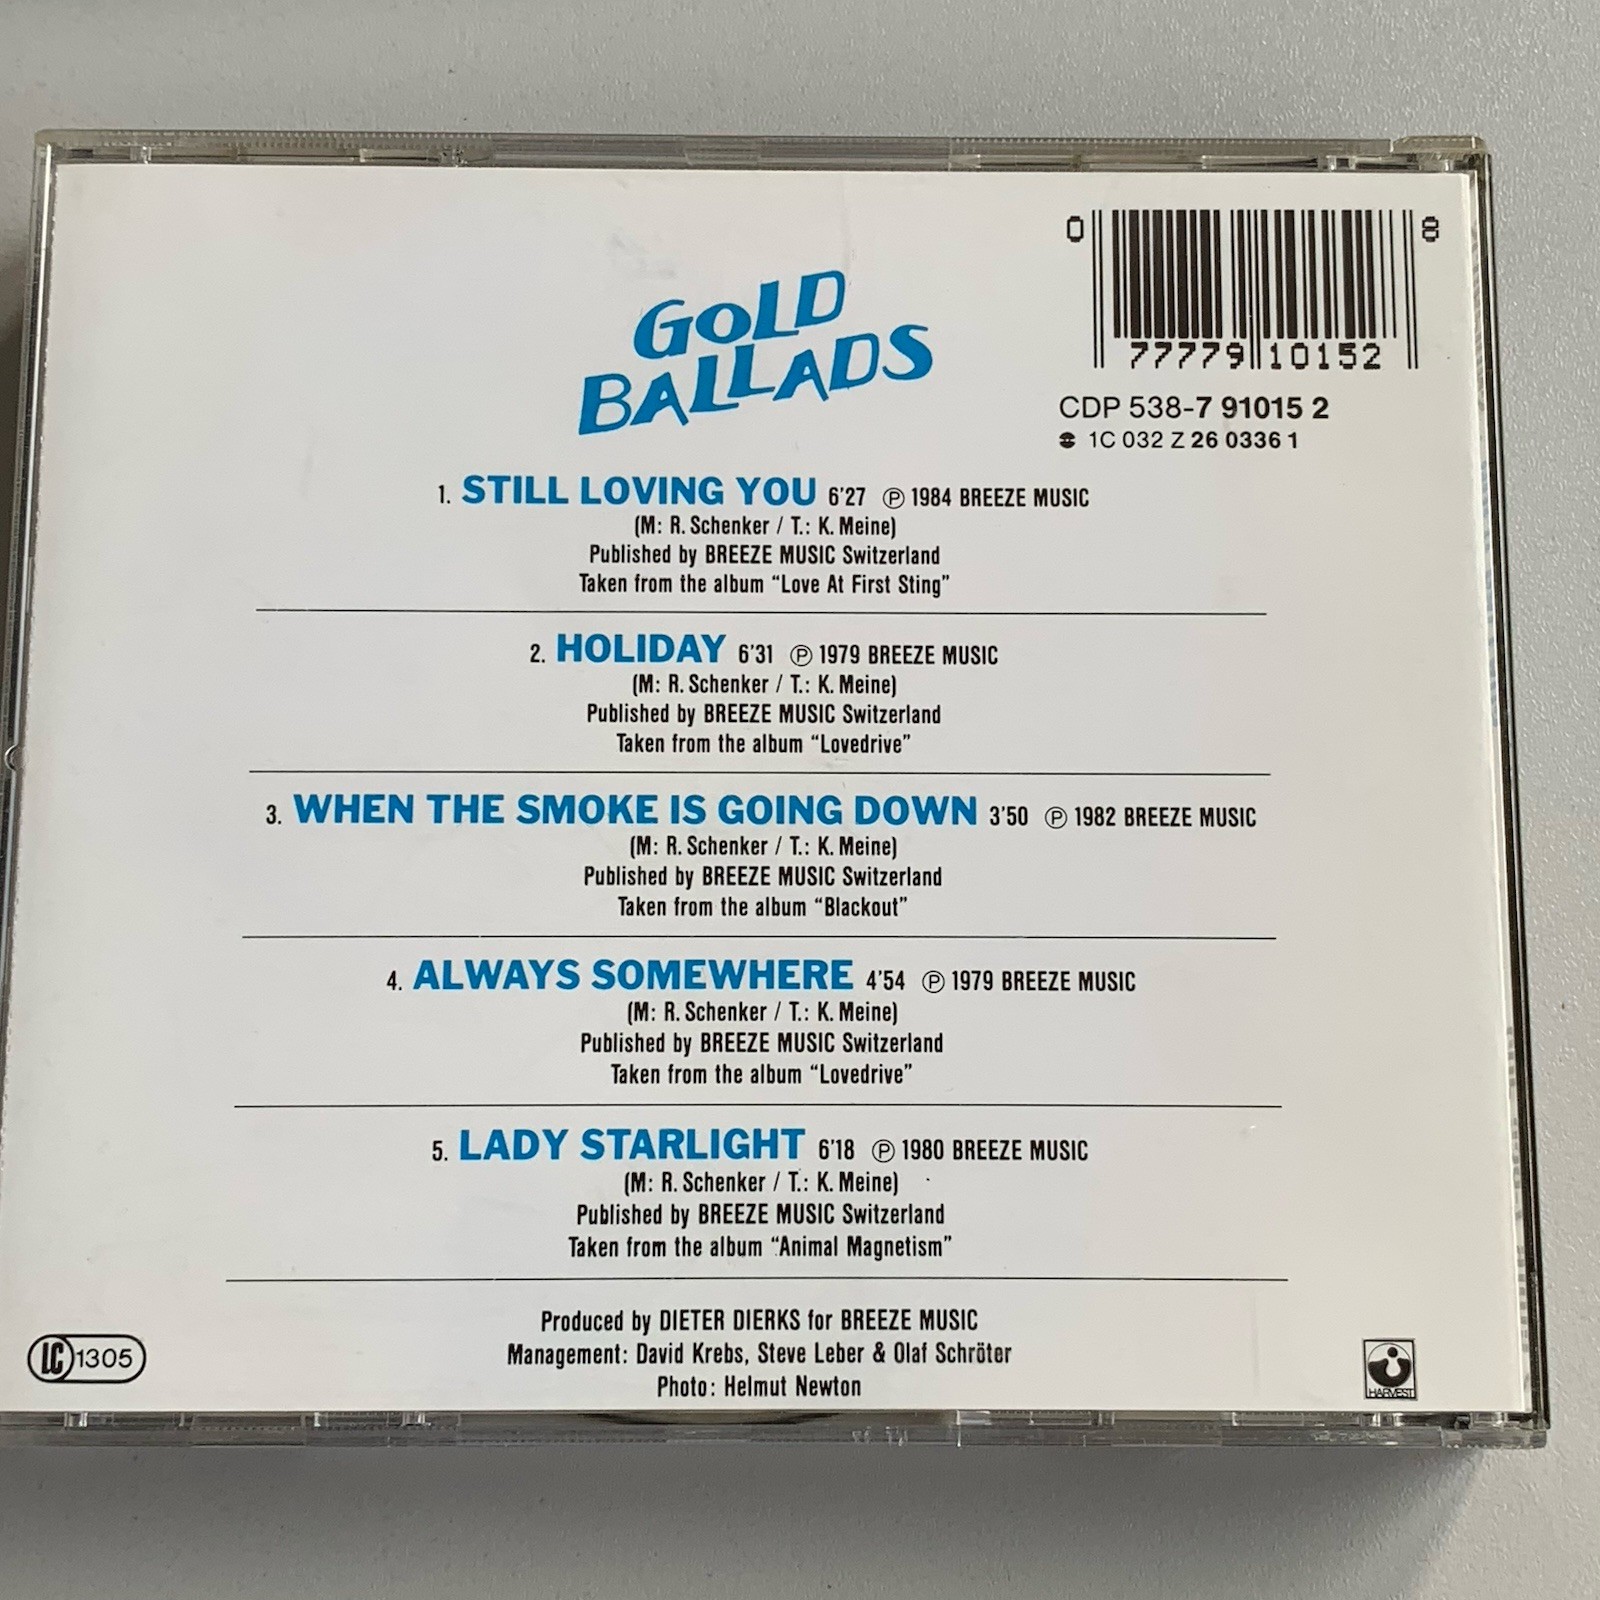 0 8
77779 10152
CDP 538-7 91015 2
1C 032 Z 26 0336 1
GOLD
BALLADS
1. STILL LOVING YOU 6'27 Ⓟ 1984 BREEZE MUSIC
(M: R. Schenker / T.: K. Meine)
Published by BREEZE MUSIC Switzerland
Taken from the album “Love At First Sting”
2. HOLIDAY 6'31 Ⓟ 1979 BREEZE MUSIC
(M: R. Schenker / T.: K. Meine)
Published by BREEZE MUSIC Switzerland
Taken from the album “Lovedrive”
3. WHEN THE SMOKE IS GOING DOWN 3'50 Ⓟ 1982 BREEZE MUSIC
(M: R. Schenker / T.: K. Meine)
Published by BREEZE MUSIC Switzerland
Taken from the album “Blackout”
4. ALWAYS SOMEWHERE 4'54 Ⓟ 1979 BREEZE MUSIC
(M: R. Schenker / T.: K. Meine)
Published by BREEZE MUSIC Switzerland
Taken from the album “Lovedrive”
5. LADY STARLIGHT 6'18 Ⓟ 1980 BREEZE MUSIC
(M: R. Schenker / T.: K. Meine)
Published by BREEZE MUSIC Switzerland
Taken from the album “Animal Magnetism”
Produced by DIETER DIERKS for BREEZE MUSIC
Management: David Krebs, Steve Leber & Olaf Schröter
Photo: Helmut Newton
LC 1305
HARVEST